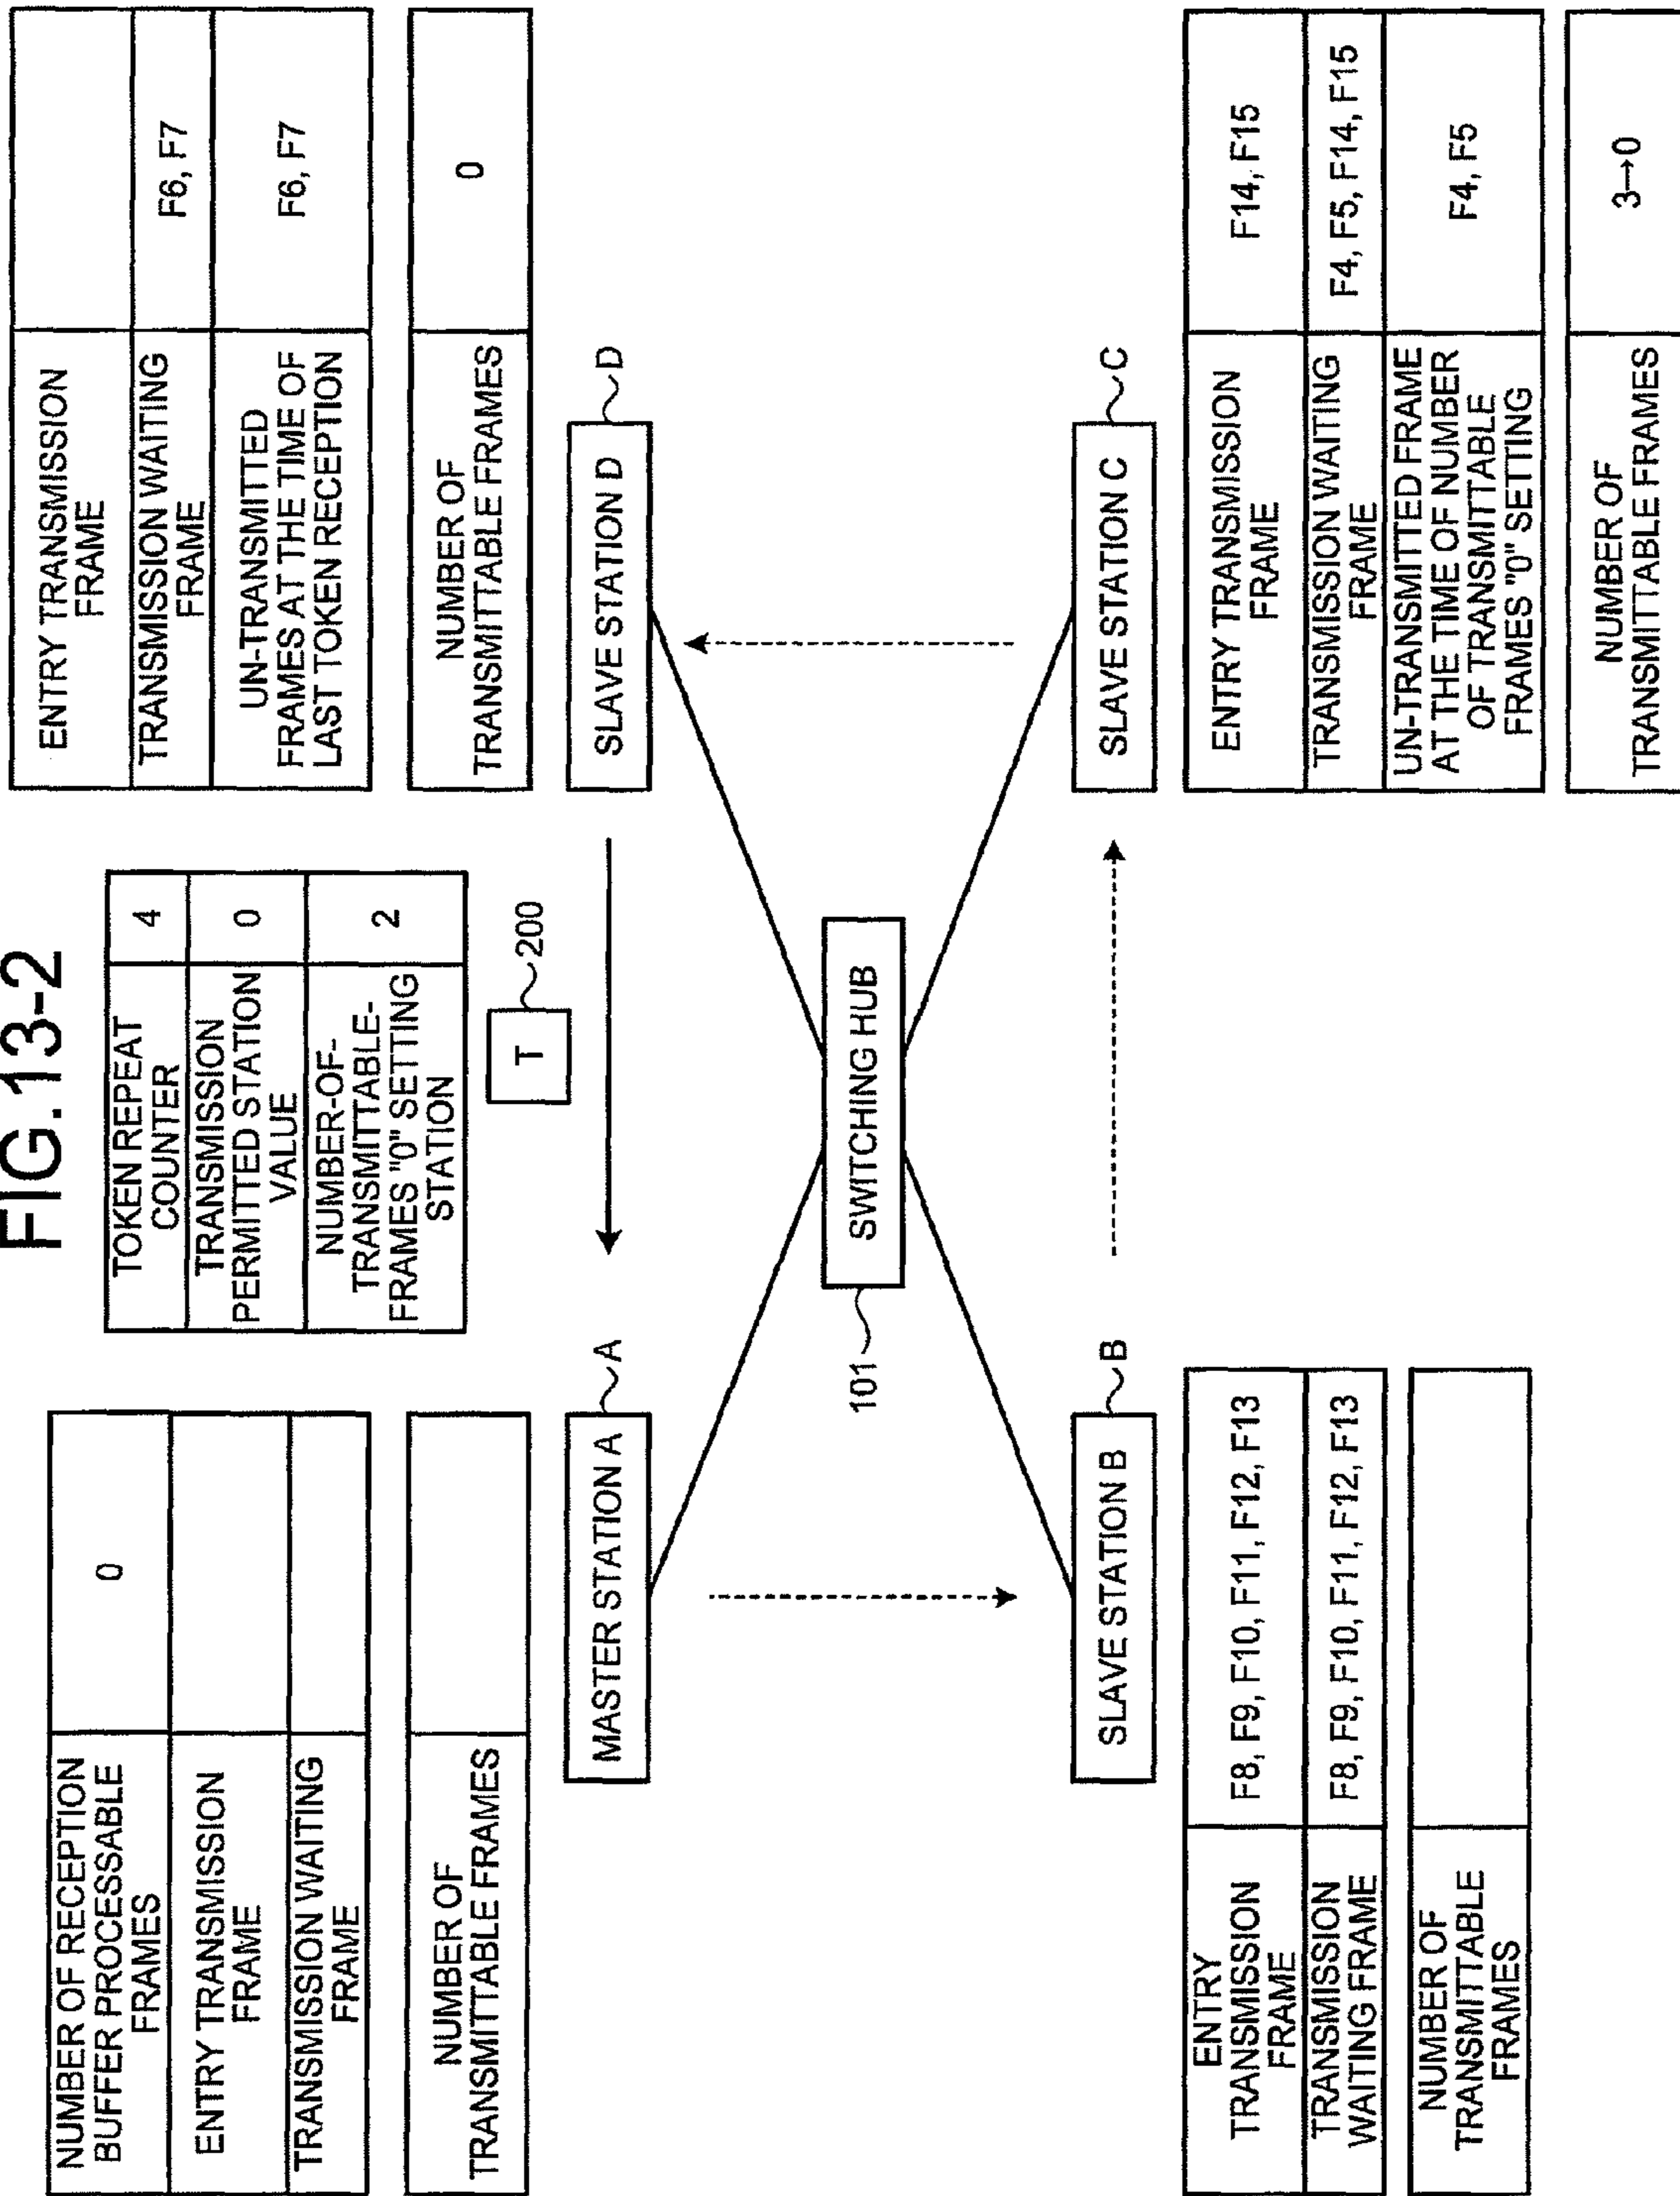 FIG.13-2
NUMBER OF RECEPTION
BUFFER PROCESSABLE
FRAMES
0
ENTRY TRANSMISSION
FRAME
TRANSMISSION WAITING
FRAME
NUMBER OF
TRANSMITTABLE FRAMES
MASTER STATION A
A
TOKEN REPEAT
COUNTER
4
TRANSMISSION
PERMITTED STATION
VALUE
0
NUMBER-OF-
TRANSMITTABLE-
FRAMES "0" SETTING
STATION
2
T
200
ENTRY TRANSMISSION
FRAME
TRANSMISSION WAITING
FRAME
F6, F7
UN-TRANSMITTED
FRAMES AT THE TIME OF
LAST TOKEN RECEPTION
F6, F7
NUMBER OF
TRANSMITTABLE FRAMES
0
SLAVE STATION D
D
101
SWITCHING HUB
SLAVE STATION B
B
ENTRY
TRANSMISSION
FRAME
F8, F9, F10, F11, F12, F13
TRANSMISSION
WAITING FRAME
F8, F9, F10, F11, F12, F13
NUMBER OF
TRANSMITTABLE
FRAMES
SLAVE STATION C
C
ENTRY TRANSMISSION
FRAME
F14, F15
TRANSMISSION WAITING
FRAME
F4, F5, F14, F15
UN-TRANSMITTED FRAME
AT THE TIME OF NUMBER
OF TRANSMITTABLE
FRAMES "0" SETTING
F4, F5
NUMBER OF
TRANSMITTABLE FRAMES
3→0